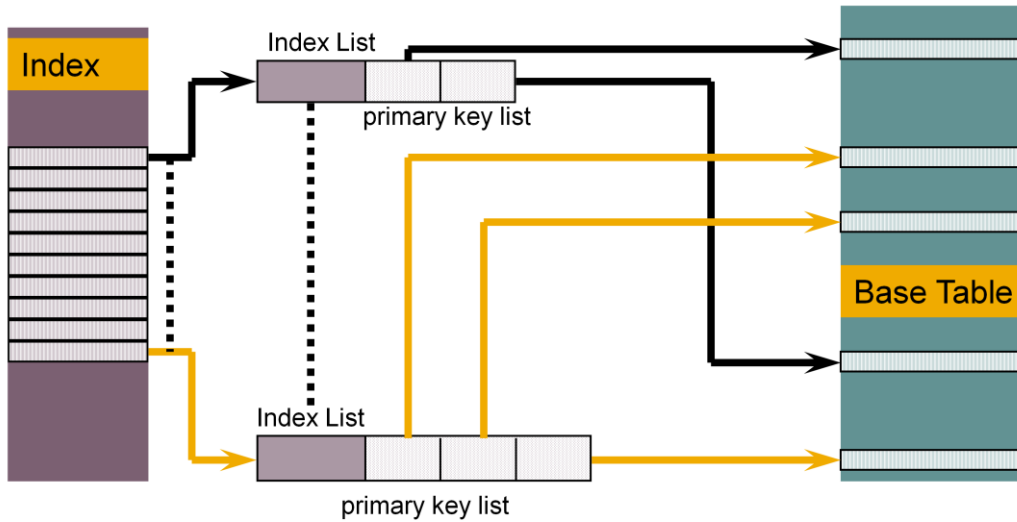 Index
Index List
primary key list
Base Table
Index List
primary key list